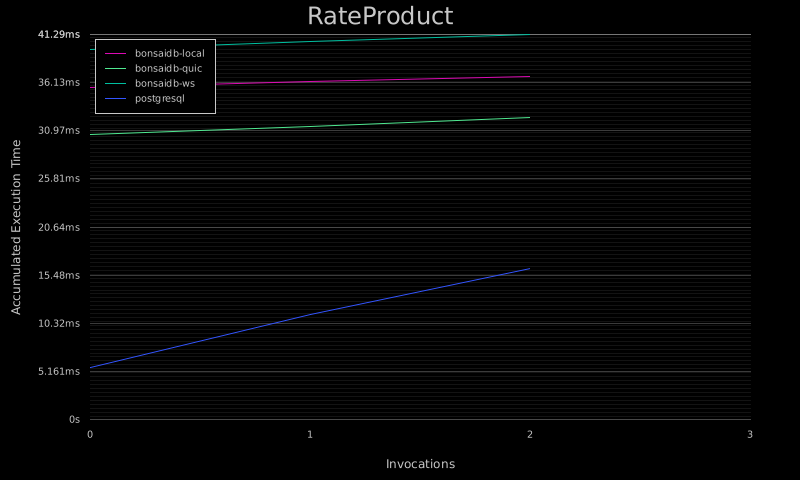 RateProduct
41.29ms
36.13ms
30.97ms
25.81ms
20.64ms
15.48ms
10.32ms
5.161ms
0s
Accumulated Execution Time
bonsaidb-local
bonsaidb-quic
bonsaidb-ws
postgresql
0 1 2 3
Invocations